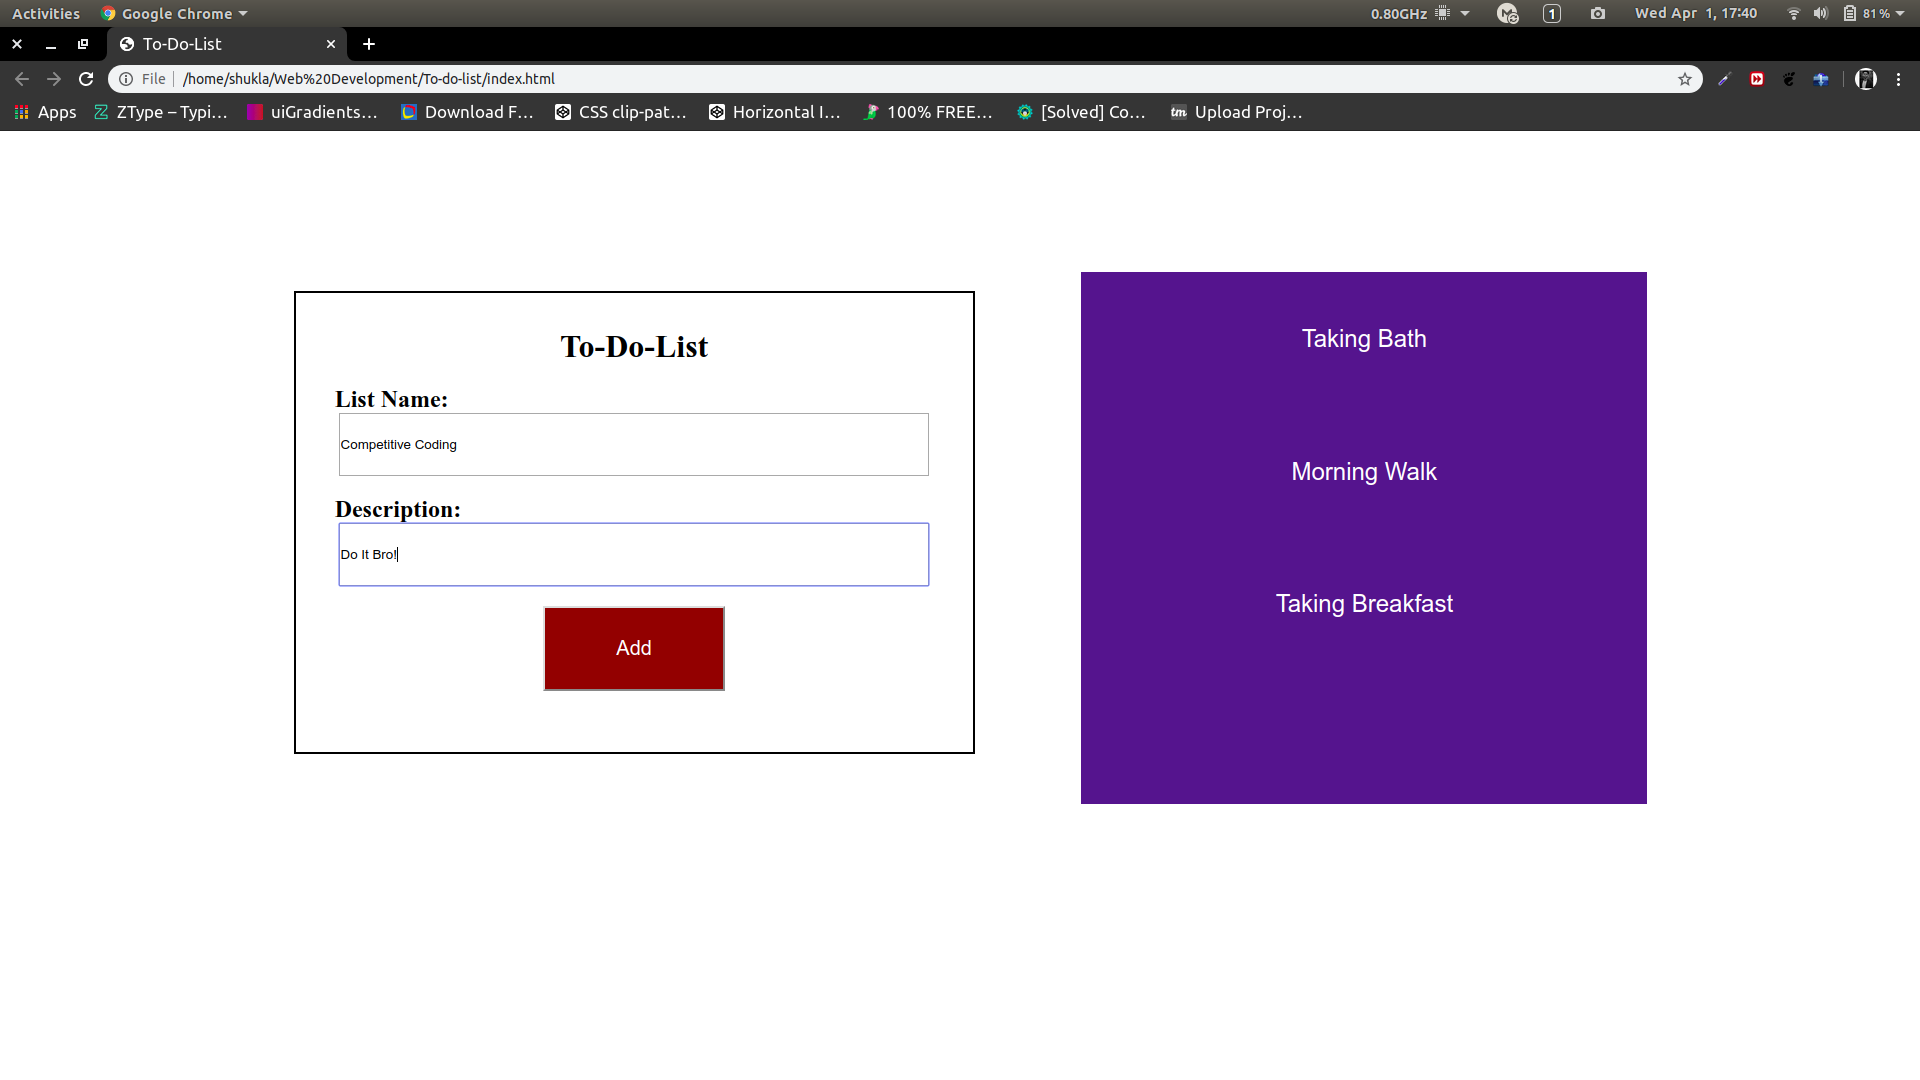 Activities Google Chrome 0.80GHz 1 Wed Apr 1, 17:40 81%
To-Do-List
File /home/shukla/Web%20Development/To-do-list/index.html
Apps ZType – Typi... uiGradients... Download F... CSS clip-pat... Horizontal I... 100% FREE... [Solved] Co... tm Upload Proj...
To-Do-List
List Name:
Competitive Coding
Description:
Do It Bro!
Add
Taking Bath
Morning Walk
Taking Breakfast